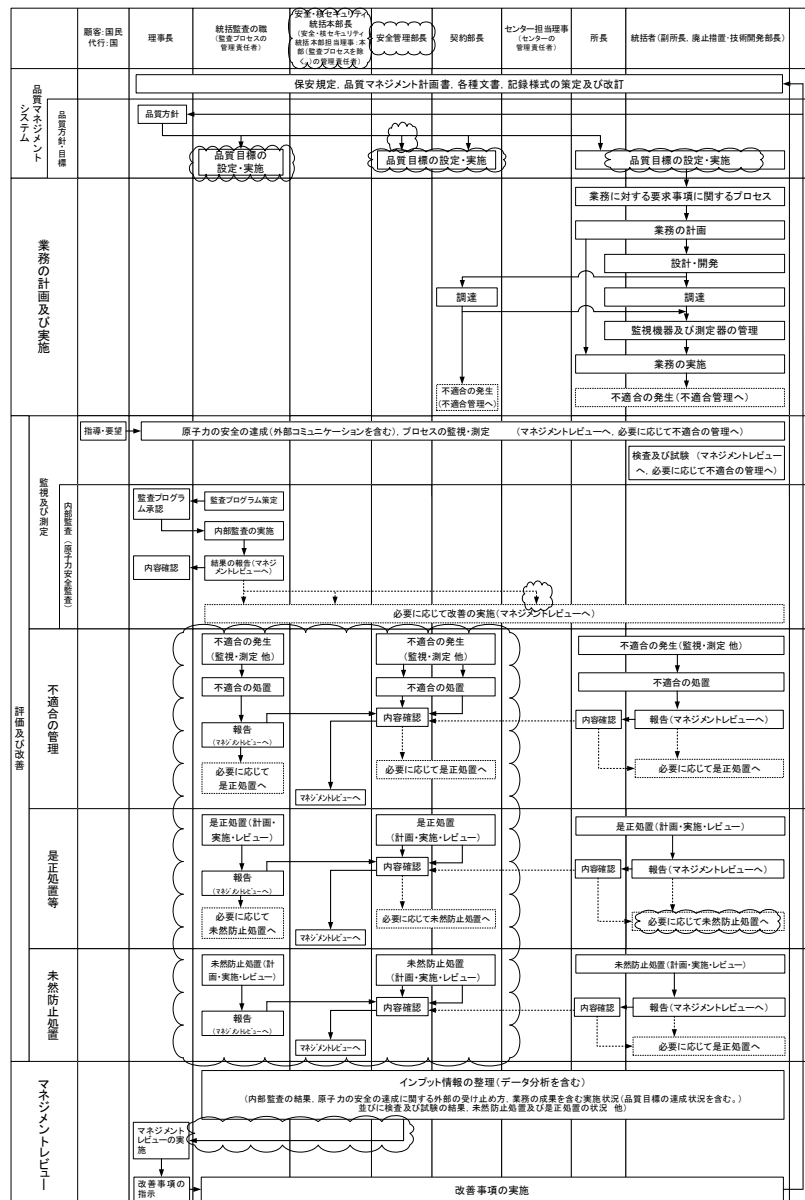 顧客:国民
代行:国
理事長
統括監査の職
(監査プロセスの
管理責任者)
安全・核セキュリティ
統括本部長
(安全・核セキュリティ
統括本部担当理事:本
部(監査プロセスを除
く。)の管理責任者)
安全管理部長
契約部長
センター担当理事
(センターの
管理責任者)
所長
統括者(副所長、廃止措置・技術開発部長)
品質マネジメント
システム
保安規定, 品質マネジメント計画書, 各種文書, 記録様式の策定及び改訂
品質方針・目標
品質方針
品質目標の
設定・実施
品質目標の設定・実施
品質目標の設定・実施
業務の計画及び実施
業務に対する要求事項に関するプロセス
業務の計画
設計・開発
調達
調達
監視機器及び測定器の管理
業務の実施
不適合の発生
(不適合管理へ)
不適合の発生(不適合管理へ)
評価及び改善
監視及び測定
指導・要望
原子力の安全の達成(外部コミュニケーションを含む), プロセスの監視・測定 (マネジメントレビューへ, 必要に応じて不適合の管理へ)
検査及び試験 (マネジメントレビュー
へ, 必要に応じて不適合の管理へ)
内部監査(原子力安全監査)
監査プログラ
ム承認
監査プログラム策定
内部監査の実施
内容確認
結果の報告(マネジ
メントレビューへ)
必要に応じて改善の実施(マネジメントレビューへ)
不適合の管理
不適合の発生
(監視・測定 他)
不適合の発生
(監視・測定 他)
不適合の発生(監視・測定 他)
不適合の処置
不適合の処置
不適合の処置
報告
(マネジメントレビューへ)
内容確認
内容確認
報告(マネジメントレビューへ)
必要に応じて
是正処置へ
必要に応じて是正処置へ
必要に応じて是正処置へ
マネジメントレビューへ
是正処置等
是正処置(計画・
実施・レビュー)
是正処置
(計画・実施・レビュー)
是正処置(計画・実施・レビュー)
報告
(マネジメントレビューへ)
内容確認
内容確認
報告(マネジメントレビューへ)
必要に応じて
未然防止処置へ
必要に応じて未然防止処置へ
必要に応じて未然防止処置へ
マネジメントレビューへ
未然防止処置
未然防止処置(計
画・実施・レビュー)
未然防止処置
(計画・実施・レビュー)
未然防止処置(計画・実施・レビュー)
報告
(マネジメントレビューへ)
内容確認
内容確認
報告(マネジメントレビューへ)
マネジメントレビューへ
必要に応じて是正処置へ
マネジメントレビュー
インプット情報の整理(データ分析を含む)
(内部監査の結果, 原子力の安全の達成に関する外部の受け止め方, 業務の成果を含む実施状況(品質目標の達成状況を含む。)
並びに検査及び試験の結果, 未然防止処置及び是正処置の状況 他)
マネジメント
レビューの実
施
改善事項の
指示
改善事項の実施